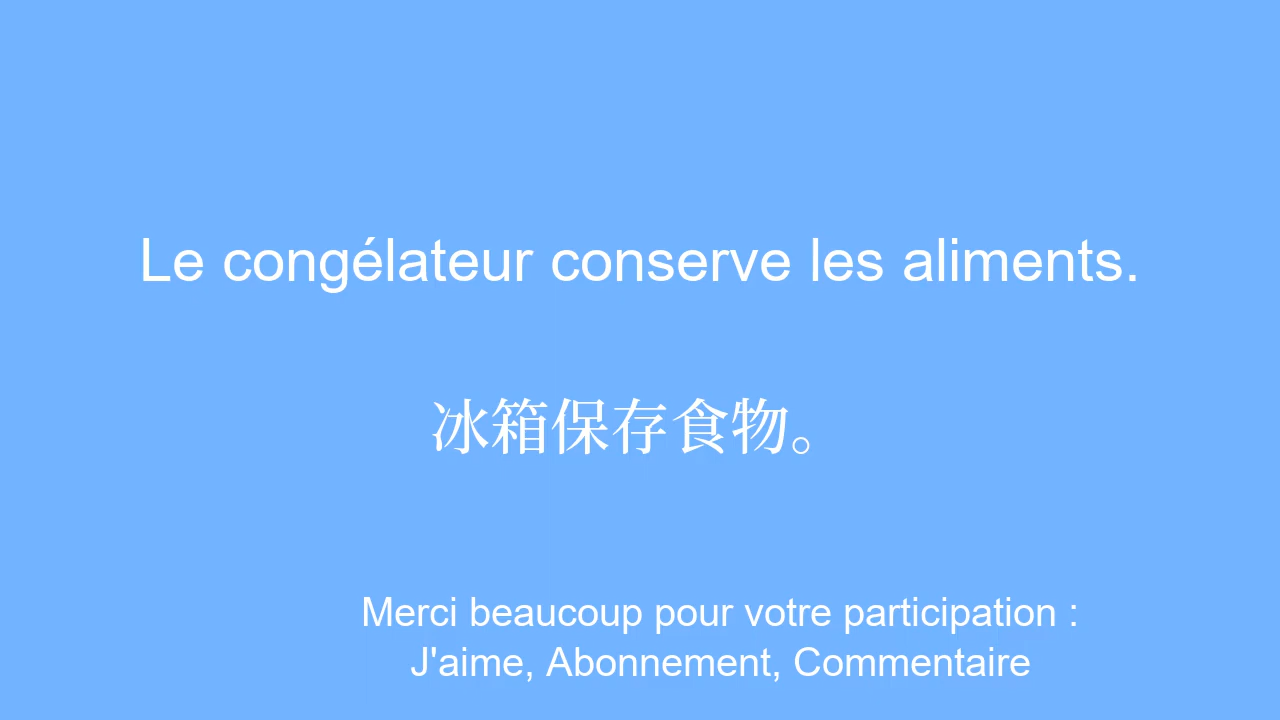 Le congélateur conserve les aliments.
冰箱保存食物。
Merci beaucoup pour votre participation :
J'aime, Abonnement, Commentaire